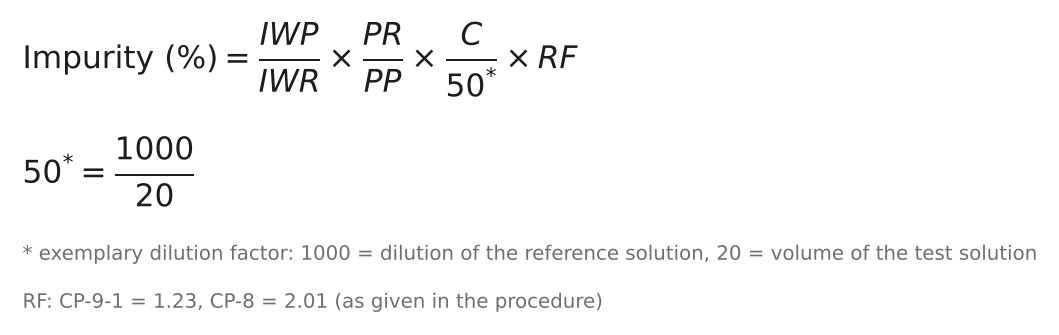 Impurity (%) = IWP/IWR × PR/PP × C/50* × RF
50* = 1000/20
* exemplary dilution factor: 1000 = dilution of the reference solution, 20 = volume of the test solution
RF: CP-9-1 = 1.23, CP-8 = 2.01 (as given in the procedure)